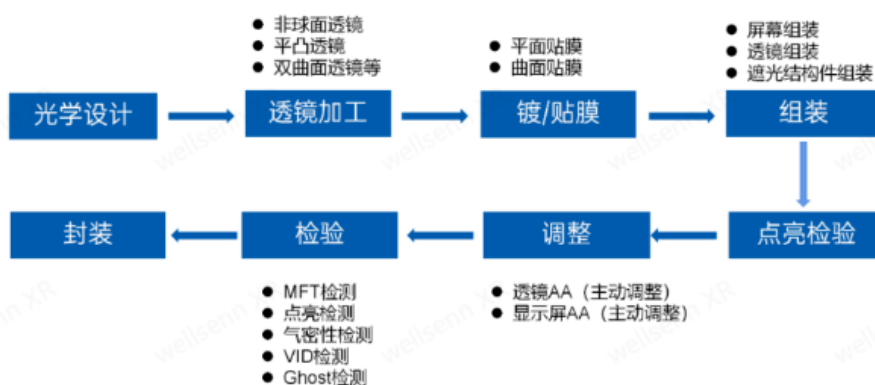 ● 非球面透镜
● 平凸透镜
● 双曲面透镜等
● 平面贴膜
● 曲面贴膜
● 屏幕组装
● 透镜组装
● 遮光结构件组装
光学设计
透镜加工
镀/贴膜
组装
封装
检验
调整
点亮检验
● MFT检测
● 点亮检测
● 气密性检测
● VID检测
● Ghost检测
● 透镜AA（主动调整）
● 显示屏AA（主动调整）
wellsenn XR